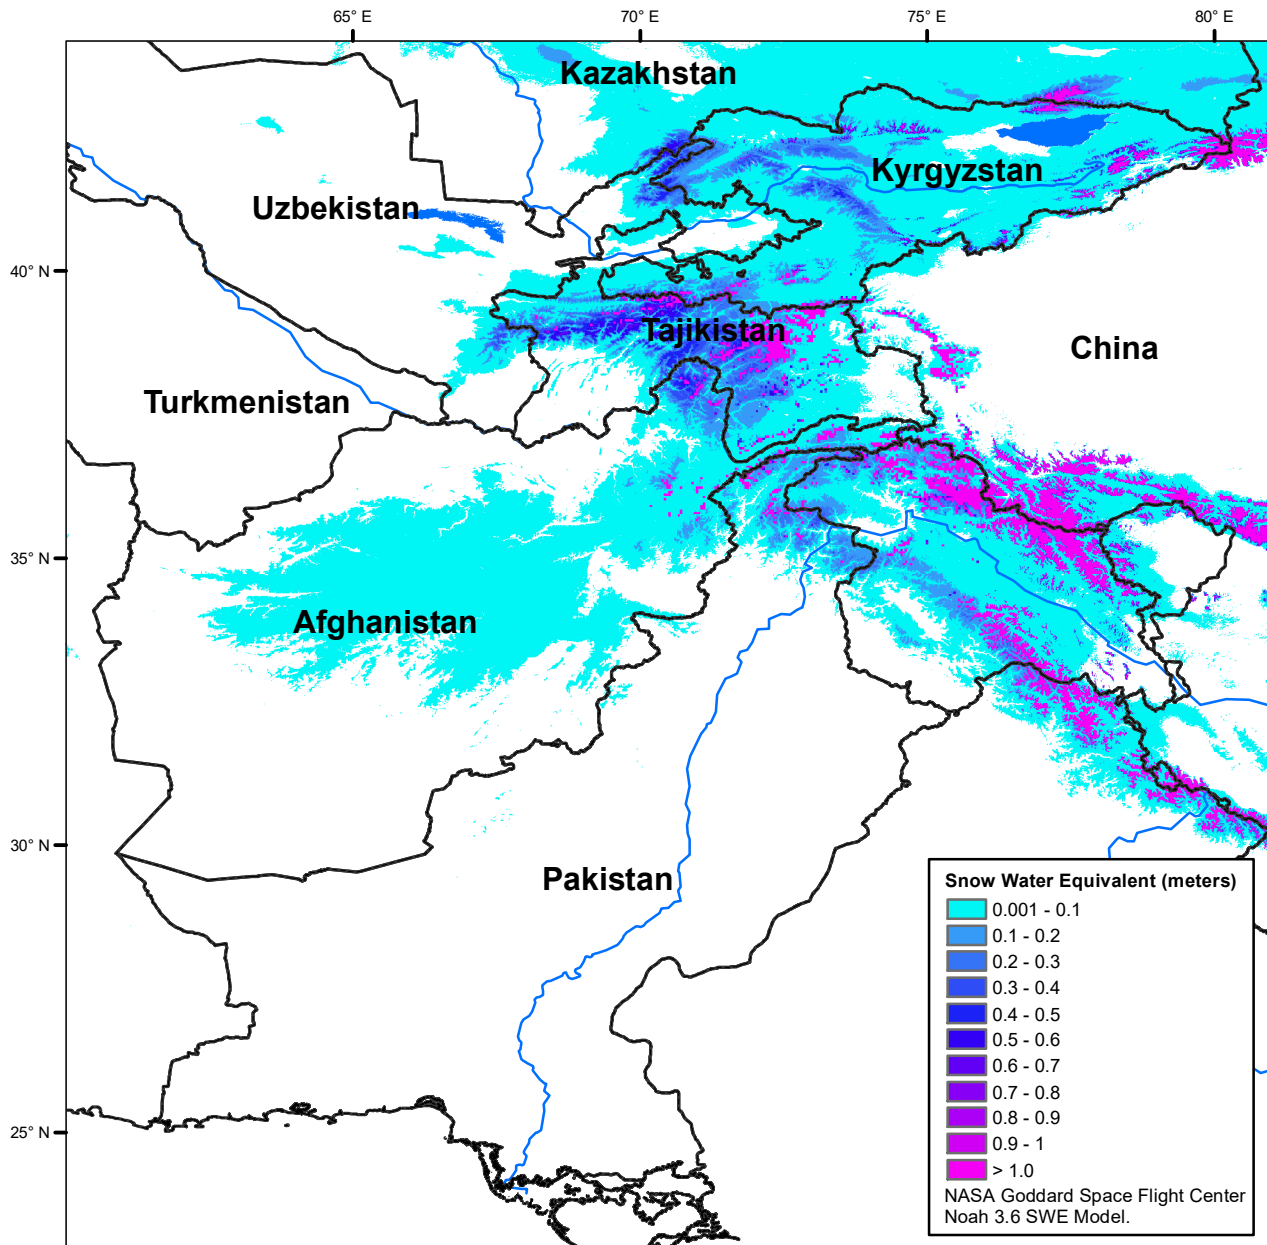 65° E
70° E
75° E
80° E
Kazakhstan
Kyrgyzstan
Uzbekistan
40° N
Tajikistan
China
Turkmenistan
35° N
Afghanistan
30° N
Pakistan
25° N
Snow Water Equivalent (meters)
0.001 - 0.1
0.1 - 0.2
0.2 - 0.3
0.3 - 0.4
0.4 - 0.5
0.5 - 0.6
0.6 - 0.7
0.7 - 0.8
0.8 - 0.9
0.9 - 1
> 1.0
NASA Goddard Space Flight Center
Noah 3.6 SWE Model.